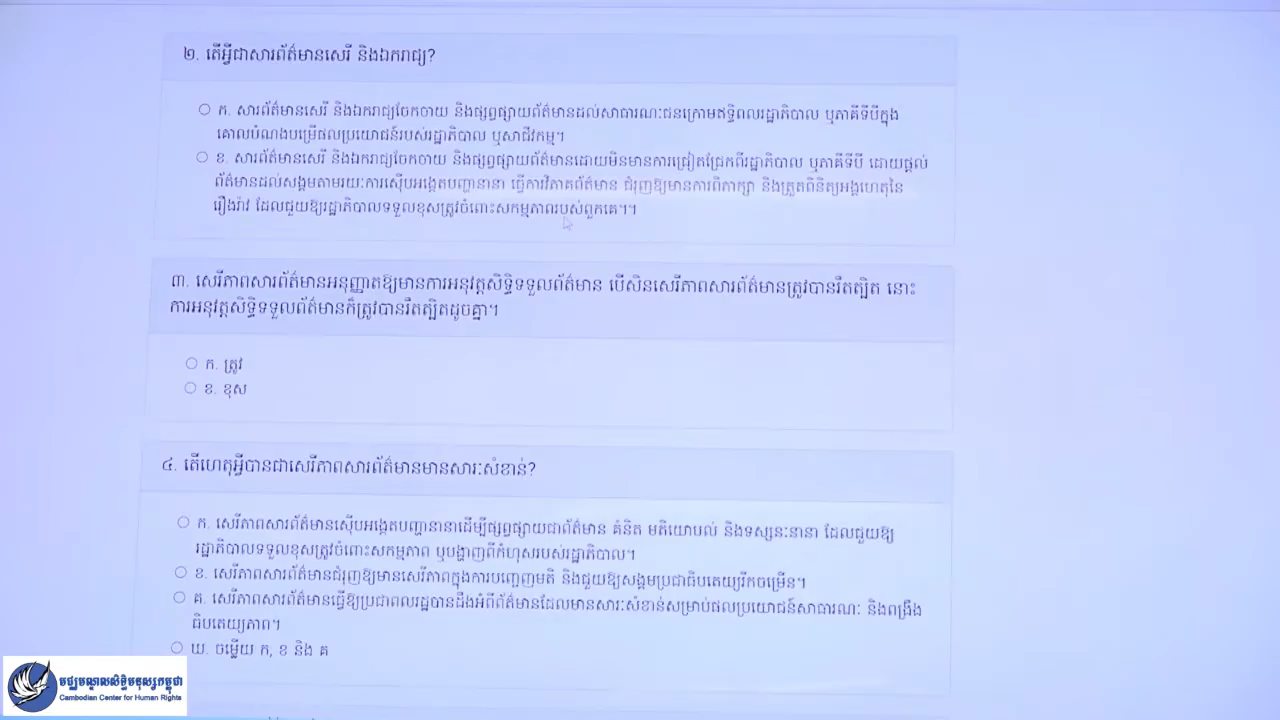 ២. តើអ្វីជាសារព័ត៌មានសេរី និងឯករាជ្យ?
ក. សារព័ត៌មានសេរី និងឯករាជ្យចែកចាយ និងផ្សព្វផ្សាយព័ត៌មានដល់សាធារណៈជនក្រោមឥទ្ធិពលរដ្ឋាភិបាល ឬភាគីទីបីក្នុង
គោលបំណងបម្រើផលប្រយោជន៍របស់រដ្ឋាភិបាល ឬសាជីវកម្ម។
ខ. សារព័ត៌មានសេរី និងឯករាជ្យចែកចាយ និងផ្សព្វផ្សាយព័ត៌មានដោយមិនមានការជ្រៀតជ្រែកពីរដ្ឋាភិបាល ឬភាគីទីបី ដោយផ្តល់
ព័ត៌មានដល់សង្គមតាមរយៈការស៊ើបអង្កេតបញ្ហានានា ធ្វើការវិភាគព័ត៌មាន ជំរុញឱ្យមានការពិភាក្សា និងត្រួតពិនិត្យអង្គហេតុនៃ
រឿងរ៉ាវ ដែលជួយឱ្យរដ្ឋាភិបាលទទួលខុសត្រូវចំពោះសកម្មភាពរបស់ពួកគេ។។
៣. សេរីភាពសារព័ត៌មានអនុញ្ញាតឱ្យមានការអនុវត្តសិទ្ធិទទួលព័ត៌មាន បើសិនសេរីភាពសារព័ត៌មានត្រូវបានរឹតត្បិត នោះ
ការអនុវត្តសិទ្ធិទទួលព័ត៌មានក៏ត្រូវបានរឹតត្បិតដូចគ្នា។
ក. ត្រូវ
ខ. ខុស
៤. តើហេតុអ្វីបានជាសេរីភាពសារព័ត៌មានមានសារៈសំខាន់?
ក. សេរីភាពសារព័ត៌មានស៊ើបអង្កេតបញ្ហានានាដើម្បីផ្សព្វផ្សាយជាព័ត៌មាន គំនិត មតិយោបល់ និងទស្សនៈនានា ដែលជួយឱ្យ
រដ្ឋាភិបាលទទួលខុសត្រូវចំពោះសកម្មភាព ឬបង្ហាញពីកំហុសរបស់រដ្ឋាភិបាល។
ខ. សេរីភាពសារព័ត៌មានជំរុញឱ្យមានសេរីភាពក្នុងការបញ្ចេញមតិ និងជួយឱ្យសង្គមប្រជាធិបតេយ្យរីកចម្រើន។
គ. សេរីភាពសារព័ត៌មានធ្វើឱ្យប្រជាពលរដ្ឋបានដឹងអំពីព័ត៌មានដែលមានសារៈសំខាន់សម្រាប់ផលប្រយោជន៍សាធារណៈ និងពង្រឹង
ធិបតេយ្យភាព។
ឃ. ចម្លើយ ក, ខ និង គ
មជ្ឈមណ្ឌលសិទ្ធិមនុស្សកម្ពុជា
Cambodian Center for Human Rights